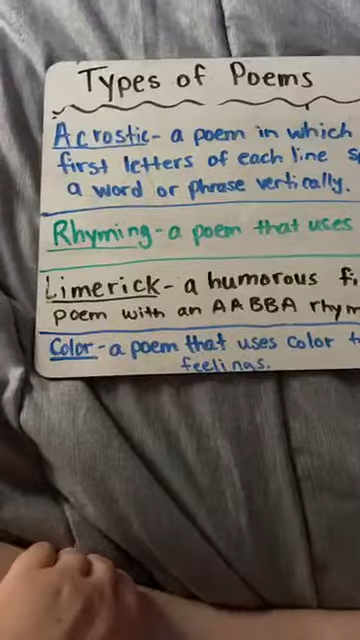 Types of Poems
Acrostic- a poem in which
first letters of each line
a word or phrase vertically.
Rhyming- a poem that uses
Limerick- a humorous
poem with an AABBA
Color- a poem that uses color
feelings.